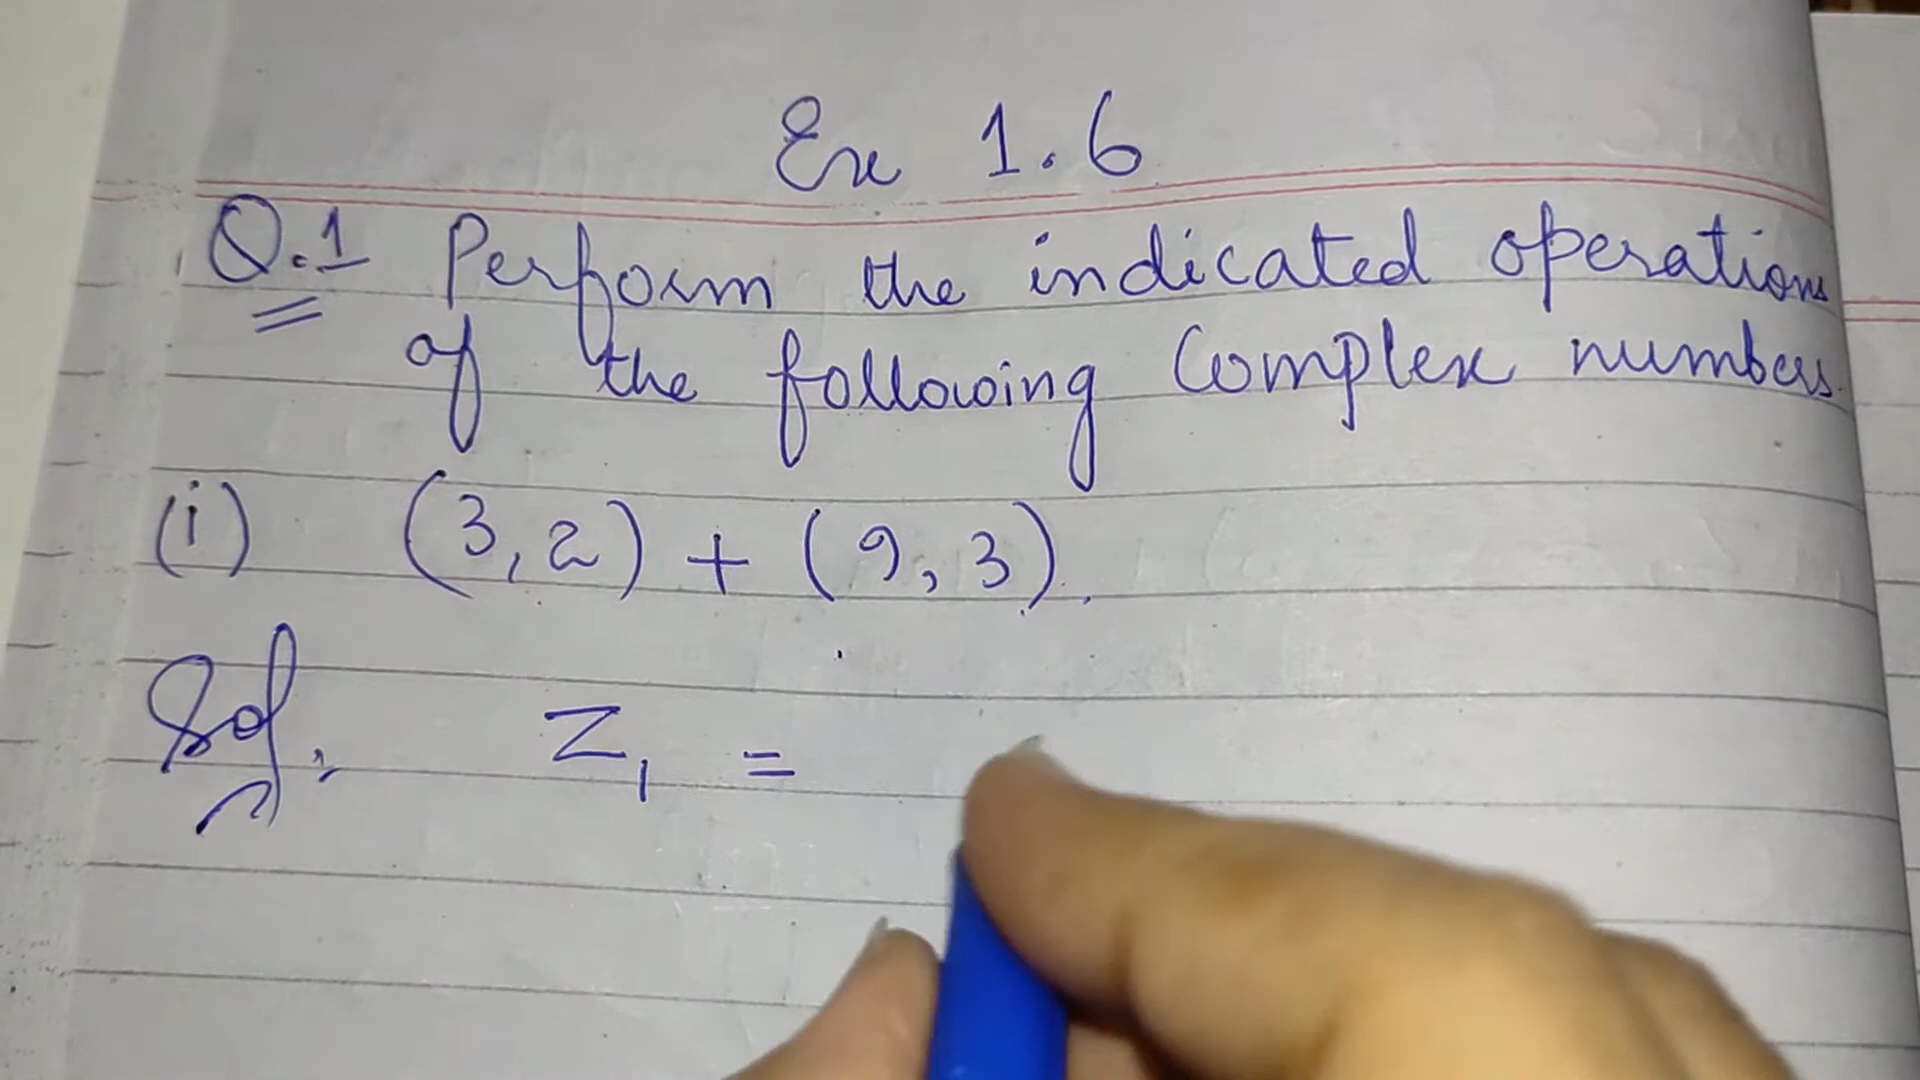 Ex 1.6
Q.1 Perform the indicated operations
of the following Complex numbers.
(i) (3,2) + (9,3).
Sol:
Z₁ =